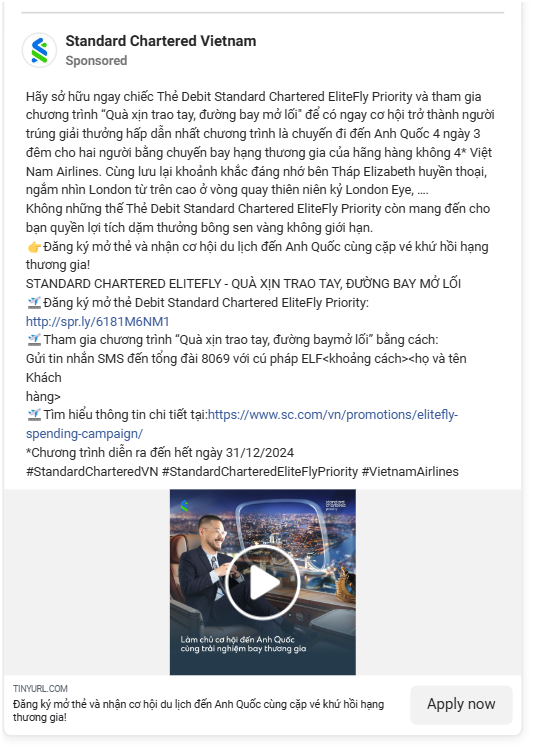 Standard Chartered Vietnam
Sponsored
Hãy sở hữu ngay chiếc Thẻ Debit Standard Chartered EliteFly Priority và tham gia
chương trình “Quà xịn trao tay, đường bay mở lối" để có ngay cơ hội trở thành người
trúng giải thưởng hấp dẫn nhất chương trình là chuyến đi đến Anh Quốc 4 ngày 3
đêm cho hai người bằng chuyến bay hạng thương gia của hãng hàng không 4* Việt
Nam Airlines. Cùng lưu lại khoảnh khắc đáng nhớ bên Tháp Elizabeth huyền thoại,
ngắm nhìn London từ trên cao ở vòng quay thiên niên kỷ London Eye, ....
Không những thế Thẻ Debit Standard Chartered EliteFly Priority còn mang đến cho
bạn quyền lợi tích dặm thưởng bông sen vàng không giới hạn.
👉Đăng ký mở thẻ và nhận cơ hội du lịch đến Anh Quốc cùng cặp vé khứ hồi hạng
thương gia!
STANDARD CHARTERED ELITEFLY - QUÀ XỊN TRAO TAY, ĐƯỜNG BAY MỞ LỐI
🛫Đăng ký mở thẻ Debit Standard Chartered EliteFly Priority:
http://spr.ly/6181M6NM1
🛫Tham gia chương trình “Quà xịn trao tay, đường baymở lối” bằng cách:
Gửi tin nhắn SMS đến tổng đài 8069 với cú pháp ELF<khoảng cách><họ và tên
Khách
hàng>
🛫Tìm hiểu thông tin chi tiết tại:https://www.sc.com/vn/promotions/elitefly-
spending-campaign/
*Chương trình diễn ra đến hết ngày 31/12/2024
#StandardCharteredVN #StandardCharteredEliteFlyPriority #VietnamAirlines
standard
chartered
priority
Làm chủ cơ hội đến Anh Quốc
cùng trải nghiệm bay thương gia
TINYURL.COM
Đăng ký mở thẻ và nhận cơ hội du lịch đến Anh Quốc cùng cặp vé khứ hồi hạng
thương gia!
Apply now